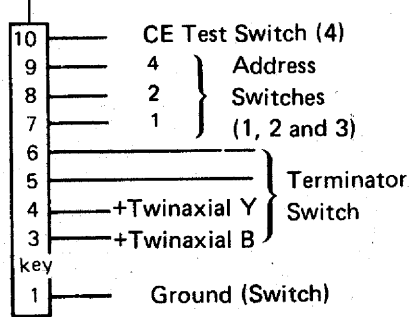 10 CE Test Switch (4)
9 4 Address
8 2 Switches
7 1 (1, 2 and 3)
6
5 Terminator
4 +Twinaxial Y Switch
3 +Twinaxial B
key
1 Ground (Switch)